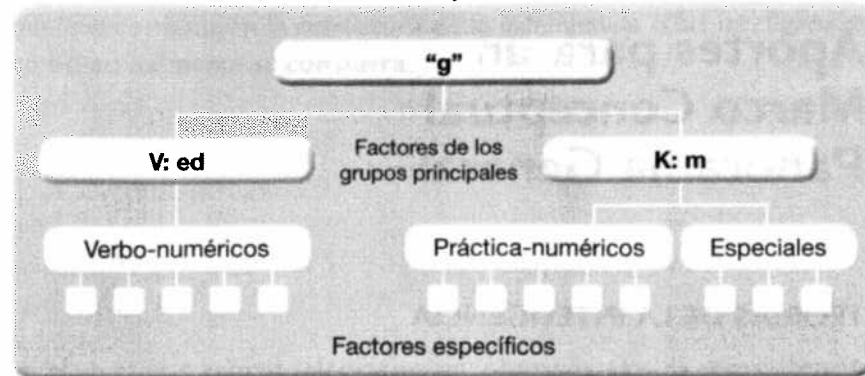 "g"
V: ed
Factores de los
grupos principales
K: m
Verbo-numéricos
Práctica-numéricos
Especiales
Factores específicos